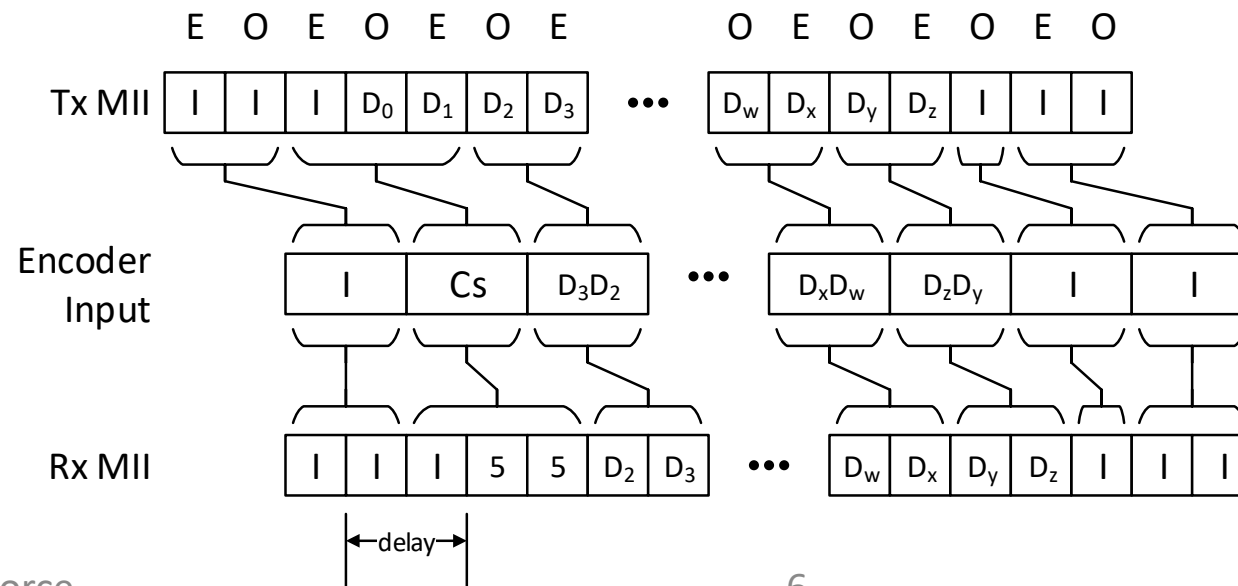 E O E O E O E O E O E O E O
Tx MII I I I D0 D1 D2 D3 ••• Dw Dx Dy Dz I I I
Encoder Input I Cs D3D2 ••• DxDw DzDy I I
Rx MII I I I 5 5 D2 D3 ••• Dw Dx Dy Dz I I I
delay
orse 6